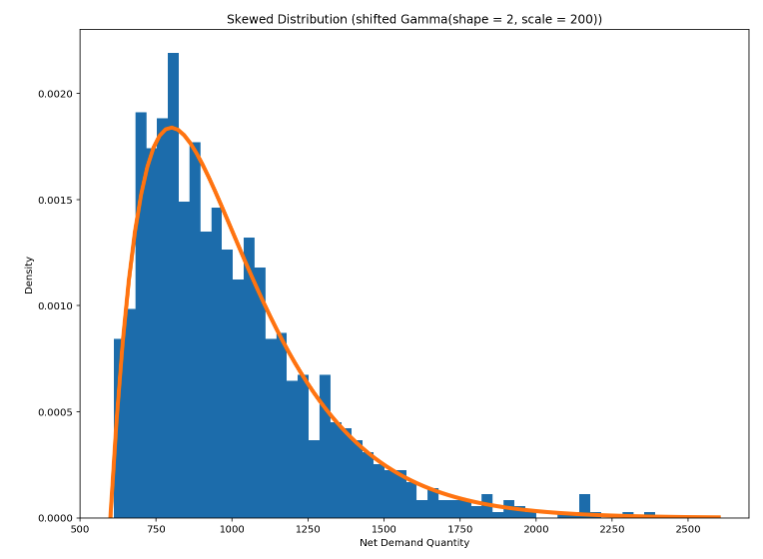 Skewed Distribution (shifted Gamma(shape = 2, scale = 200))
0.0020
0.0015
0.0010
0.0005
0.0000
Density
500 750 1000 1250 1500 1750 2000 2250 2500
Net Demand Quantity